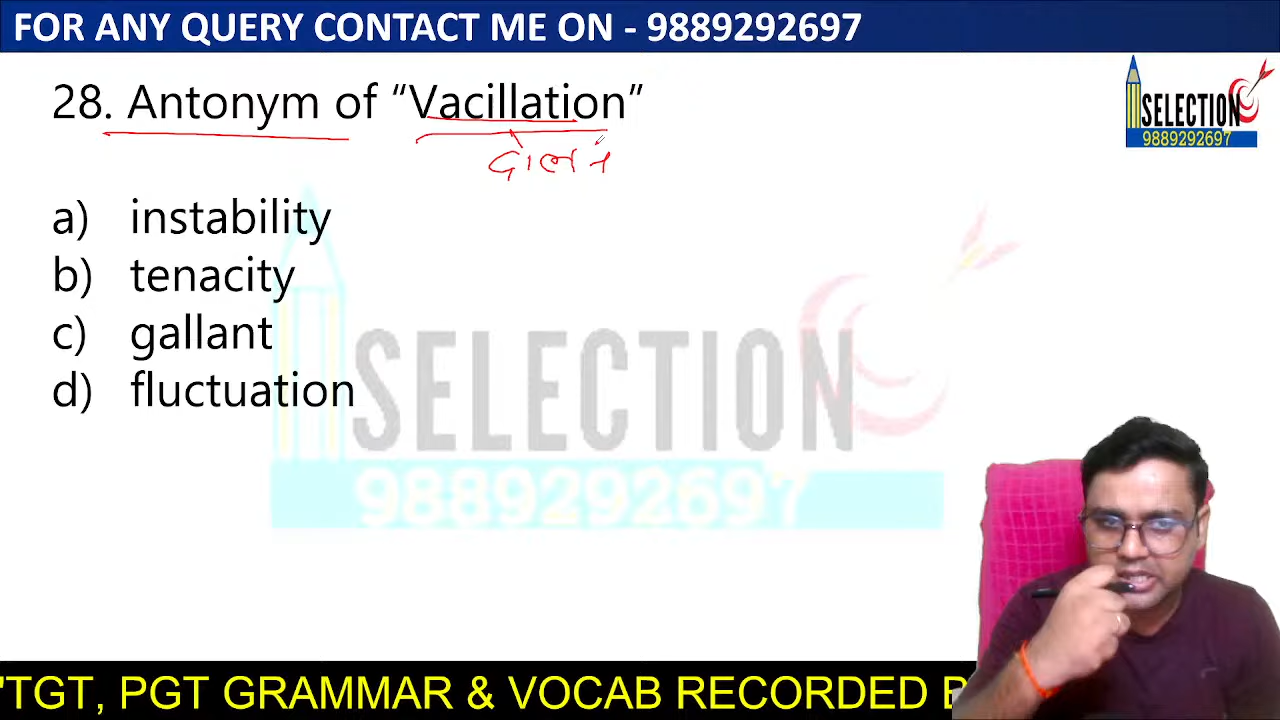 FOR ANY QUERY CONTACT ME ON - 9889292697
SELECTION
9889292697
28. Antonym of “Vacillation”
a) instability
b) tenacity
c) gallant
d) fluctuation
SELECTION
9889292697
"TGT, PGT GRAMMAR & VOCAB RECORDED